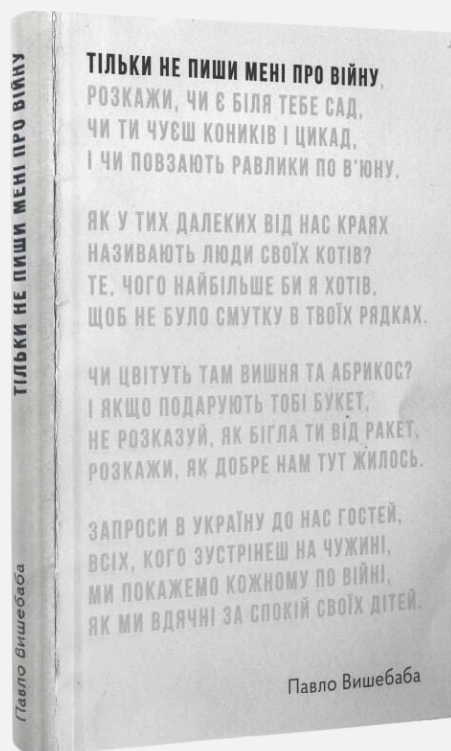 ТІЛЬКИ НЕ ПИШИ МЕНІ ПРО ВІЙНУ
Павло Вишебаба
ТІЛЬКИ НЕ ПИШИ МЕНІ ПРО ВІЙНУ,
РОЗКАЖИ, ЧИ Є БІЛЯ ТЕБЕ САД,
ЧИ ТИ ЧУЄШ КОНИКІВ І ЦИКАД,
І ЧИ ПОВЗАЮТЬ РАВЛИКИ ПО В'ЮНУ.
ЯК У ТИХ ДАЛЕКИХ ВІД НАС КРАЯХ
НАЗИВАЮТЬ ЛЮДИ СВОЇХ КОТІВ?
ТЕ, ЧОГО НАЙБІЛЬШЕ БИ Я ХОТІВ,
ЩОБ НЕ БУЛО СМУТКУ В ТВОЇХ РЯДКАХ.
ЧИ ЦВІТУТЬ ТАМ ВИШНЯ ТА АБРИКОС?
І ЯКЩО ПОДАРУЮТЬ ТОБІ БУКЕТ,
НЕ РОЗКАЗУЙ, ЯК БІГЛА ТИ ВІД РАКЕТ,
РОЗКАЖИ, ЯК ДОБРЕ НАМ ТУТ ЖИЛОСЬ.
ЗАПРОСИ В УКРАЇНУ ДО НАС ГОСТЕЙ,
ВСІХ, КОГО ЗУСТРІНЕШ НА ЧУЖИНІ,
МИ ПОКАЖЕМО КОЖНОМУ ПО ВІЙНІ,
ЯК МИ ВДЯЧНІ ЗА СПОКІЙ СВОЇХ ДІТЕЙ.
Павло Вишебаба